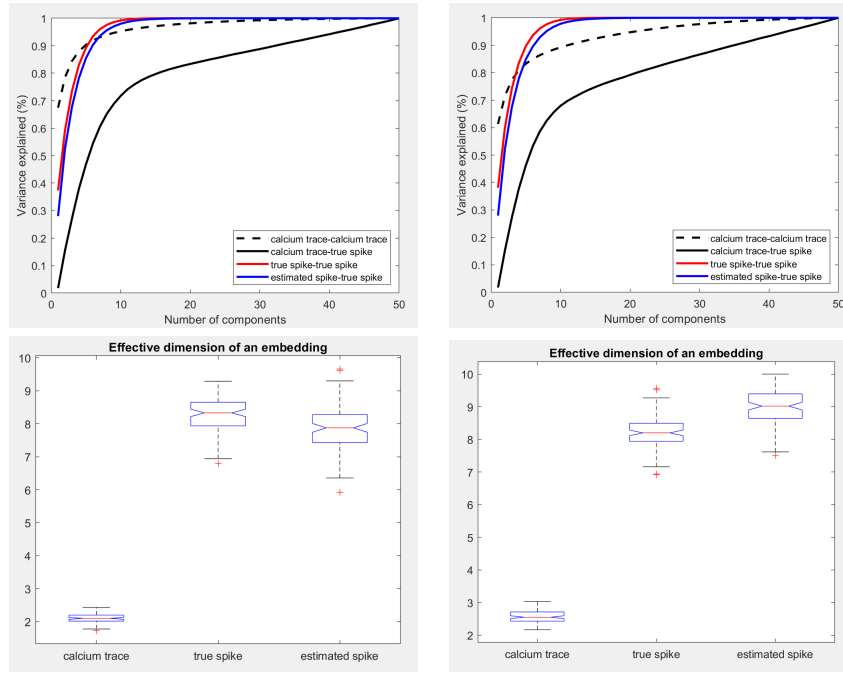 1
0.9
0.8
0.7
0.6
0.5
0.4
0.3
0.2
0.1
0
Variance explained (%)
calcium trace-calcium trace
calcium trace-true spike
true spike-true spike
estimated spike-true spike
0 10 20 30 40 50
Number of components
1
0.9
0.8
0.7
0.6
0.5
0.4
0.3
0.2
0.1
0
Variance explained (%)
calcium trace-calcium trace
calcium trace-true spike
true spike-true spike
estimated spike-true spike
0 10 20 30 40 50
Number of components
Effective dimension of an embedding
10
9
8
7
6
5
4
3
2
calcium trace true spike estimated spike
Effective dimension of an embedding
10
9
8
7
6
5
4
3
2
calcium trace true spike estimated spike